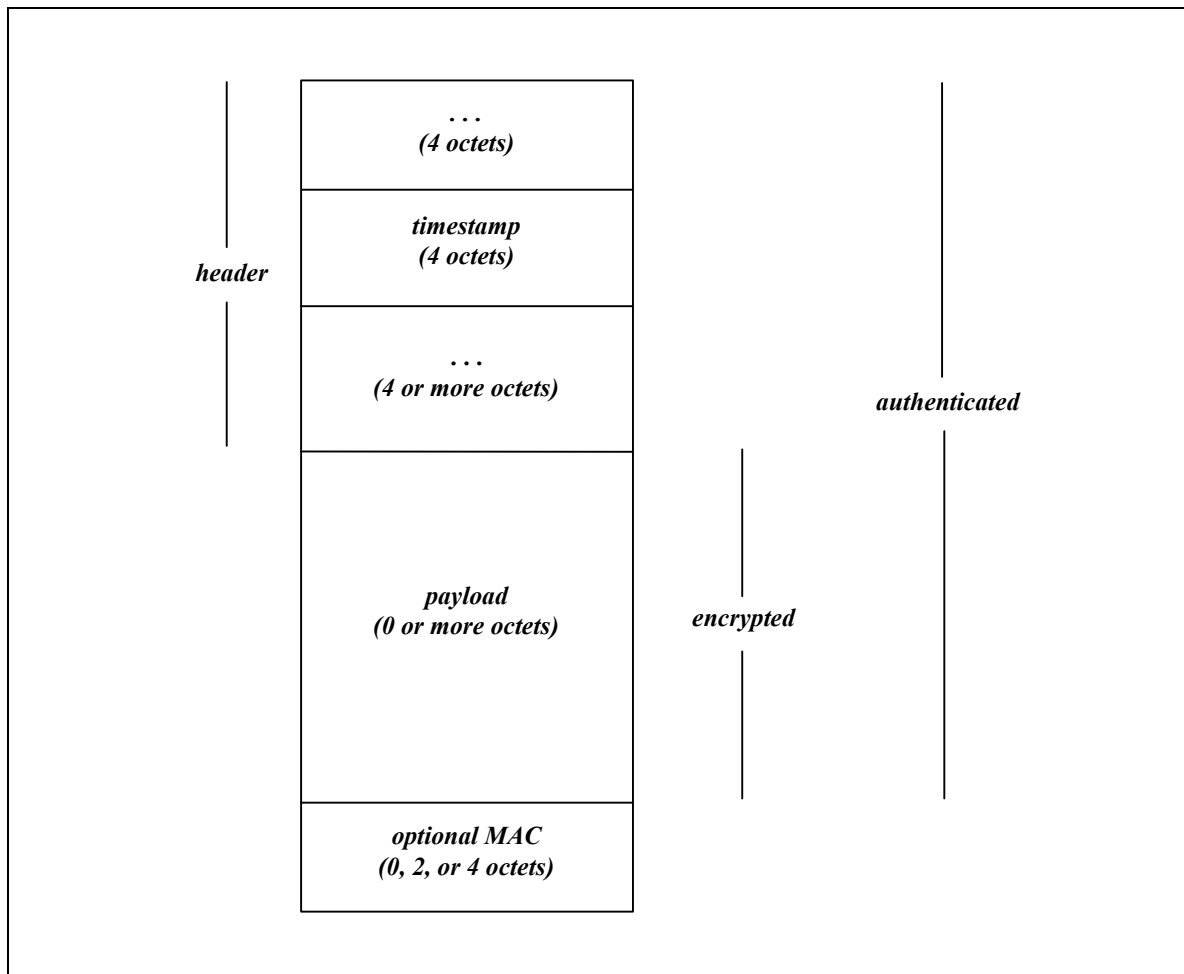 . . .
(4 octets)
timestamp
(4 octets)
header
. . .
(4 or more octets)
authenticated
payload
(0 or more octets)
encrypted
optional MAC
(0, 2, or 4 octets)